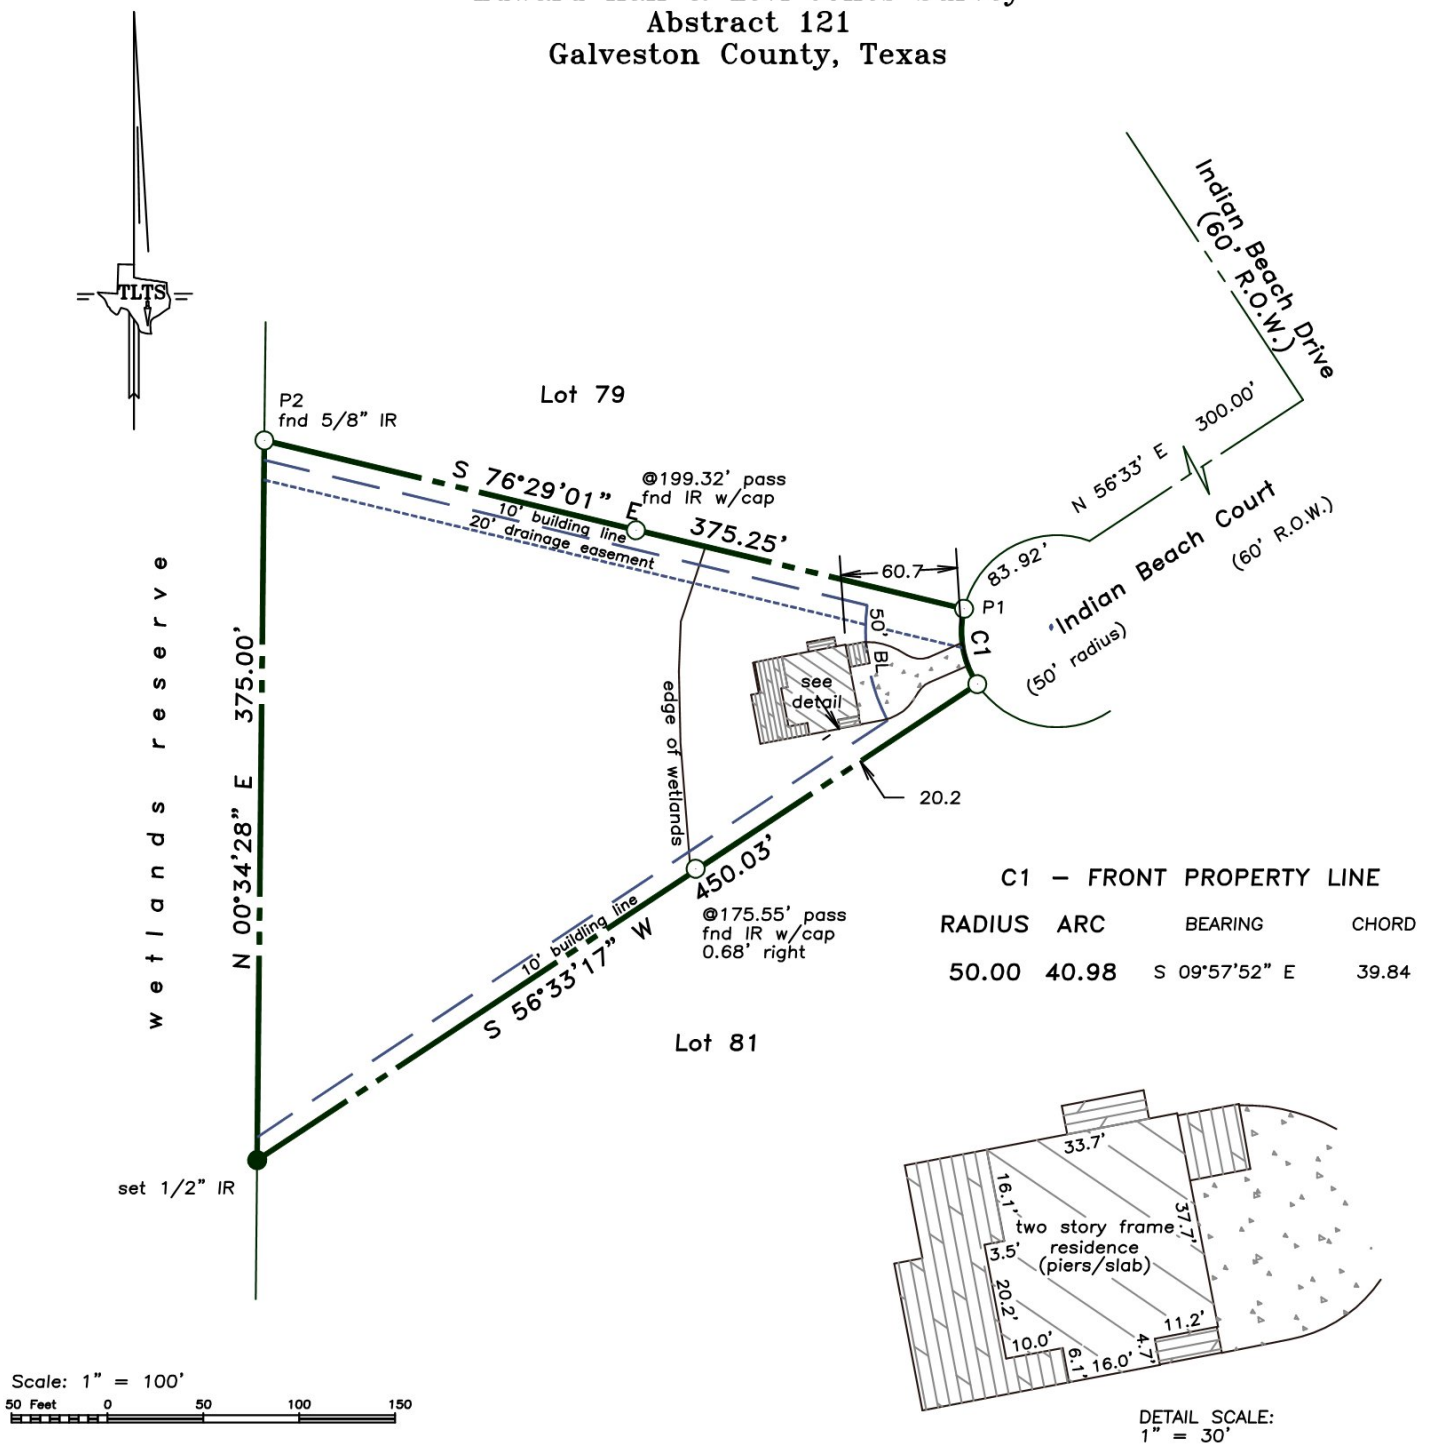 Abstract 121
Galveston County, Texas
Indian Beach Drive
(60' R.O.W.)
TLTS
Lot 79
P2
fnd 5/8" IR
N 56°33' E 300.00'
S 76°29'01" E 375.25'
@199.32' pass
fnd IR w/cap
10' building line
20' drainage easement
60.7
83.92'
Indian Beach Court
(60' R.O.W.)
(50' radius)
P1
C1
50' BL
see
detail
wetlands reserve
N 00°34'28" E 375.00'
edge of wetlands
20.2
450.03'
@175.55' pass
fnd IR w/cap
0.68' right
10' buildling line
S 56°33'17" W
Lot 81
C1 – FRONT PROPERTY LINE
RADIUS ARC BEARING CHORD
50.00 40.98 S 09°57'52" E 39.84
set 1/2" IR
33.7'
16.1'
37.7'
two story frame
residence
(piers/slab)
3.5'
20.2'
10.0'
6.1'
16.0'
4.7'
11.2'
Scale: 1" = 100'
50 Feet 0 50 100 150
DETAIL SCALE:
1" = 30'